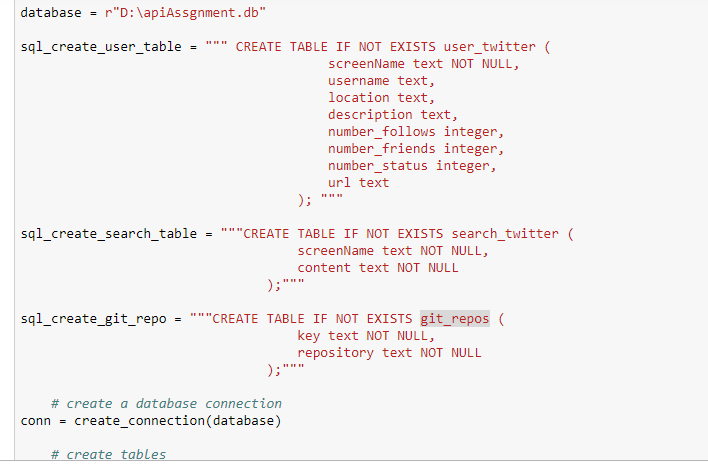 database = r"D:\apiAssgnment.db"
sql_create_user_table = """ CREATE TABLE IF NOT EXISTS user_twitter (
screenName text NOT NULL,
username text,
location text,
description text,
number_follows integer,
number_friends integer,
number_status integer,
url text
); """
sql_create_search_table = """CREATE TABLE IF NOT EXISTS search_twitter (
screenName text NOT NULL,
content text NOT NULL
);"""
sql_create_git_repo = """CREATE TABLE IF NOT EXISTS git_repos (
key text NOT NULL,
repository text NOT NULL
);"""
# create a database connection
conn = create_connection(database)
# create tables